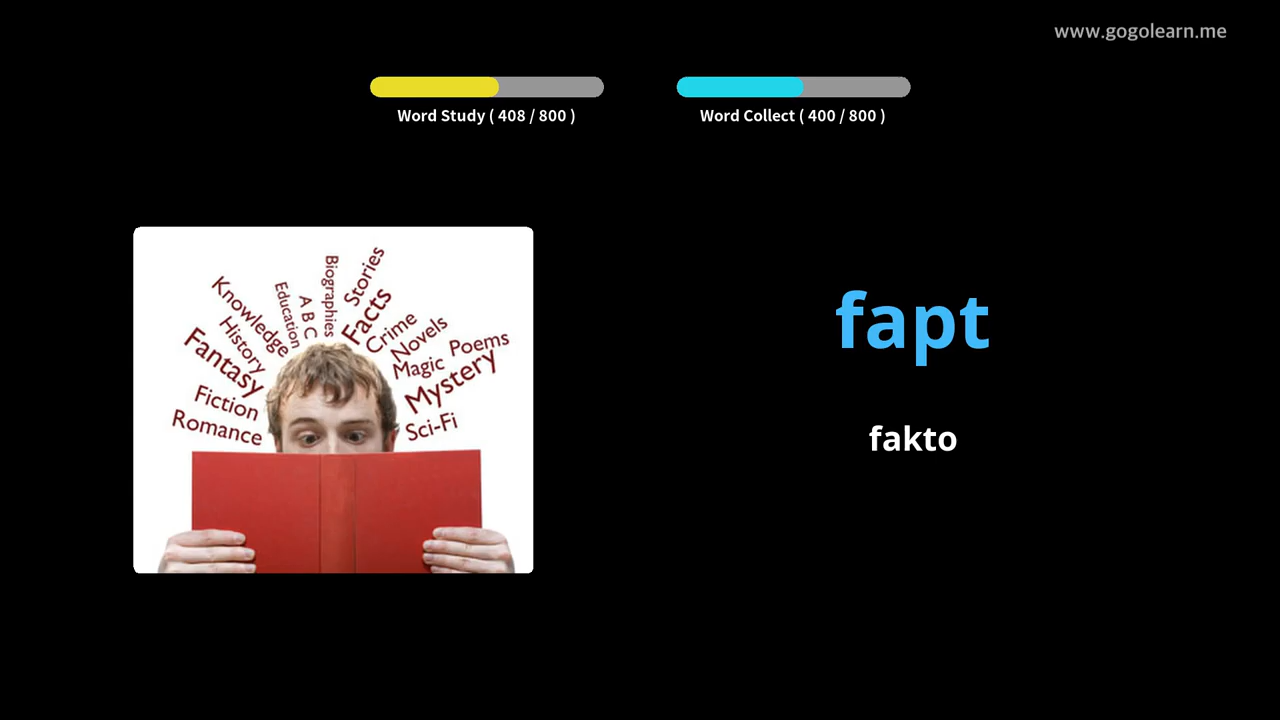 www.gogolearn.me
Word Study ( 408 / 800 )
Word Collect ( 400 / 800 )
Biographies
Stories
Education
A B C
Facts
Knowledge
Crime
History
Novels
Poems
Fantasy
Magic
Mystery
Fiction
Romance
Sci-Fi
fapt
fakto